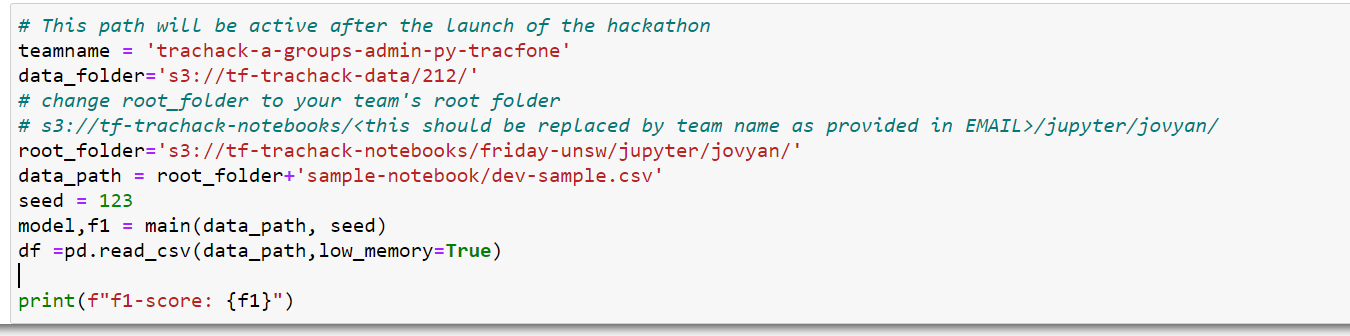 # This path will be active after the launch of the hackathon
teamname = 'trachack-a-groups-admin-py-tracfone'
data_folder='s3://tf-trachack-data/212/'
# change root_folder to your team's root folder
# s3://tf-trachack-notebooks/<this should be replaced by team name as provided in EMAIL>/jupyter/jovyan/
root_folder='s3://tf-trachack-notebooks/friday-unsw/jupyter/jovyan/'
data_path = root_folder+'sample-notebook/dev-sample.csv'
seed = 123
model,f1 = main(data_path, seed)
df =pd.read_csv(data_path,low_memory=True)
print(f"f1-score: {f1}")